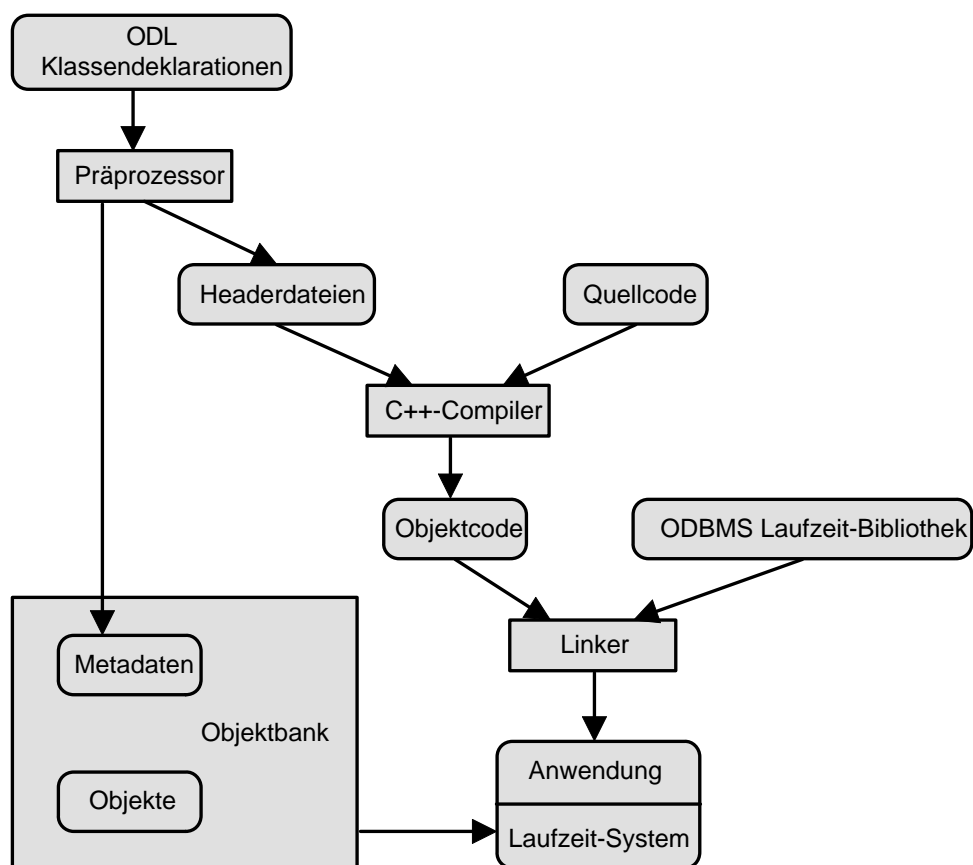 ODL
Klassendeklarationen
Präprozessor
Headerdateien
Quellcode
C++-Compiler
Objektcode
ODBMS Laufzeit-Bibliothek
Linker
Metadaten
Objektbank
Anwendung
Objekte
Laufzeit-System